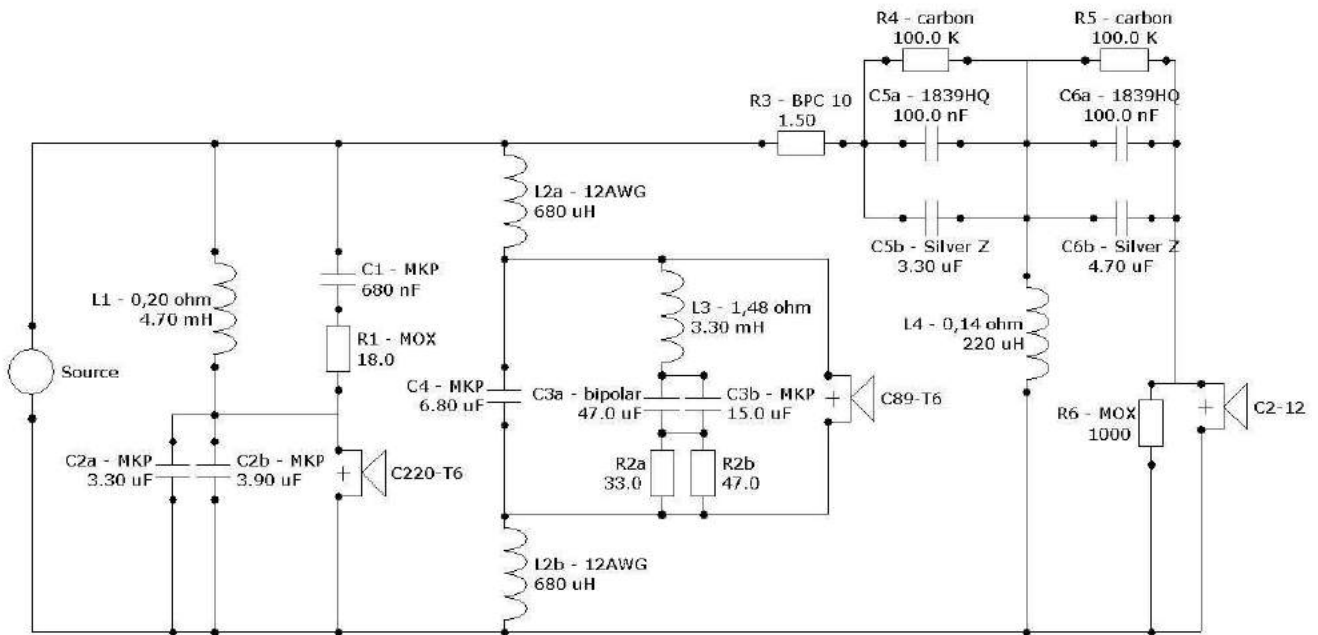 R4 - carbon
100.0 K
R5 - carbon
100.0 K
R3 - BPC 10
1.50
C5a - 1839HQ
100.0 nF
C6a - 1839HQ
100.0 nF
L2a - 12AWG
680 uH
C5b - Silver Z
3.30 uF
C6b - Silver Z
4.70 uF
C1 - MKP
680 nF
L1 - 0,20 ohm
4.70 mH
L3 - 1,48 ohm
3.30 mH
L4 - 0,14 ohm
220 uH
R1 - MOX
18.0
Source
C4 - MKP
6.80 uF
C3a - bipolar
47.0 uF
C3b - MKP
15.0 uF
+
C89-T6
R6 - MOX
1000
+
C2-12
C2a - MKP
3.30 uF
C2b - MKP
3.90 uF
+
C220-T6
R2a
33.0
R2b
47.0
L2b - 12AWG
680 uH